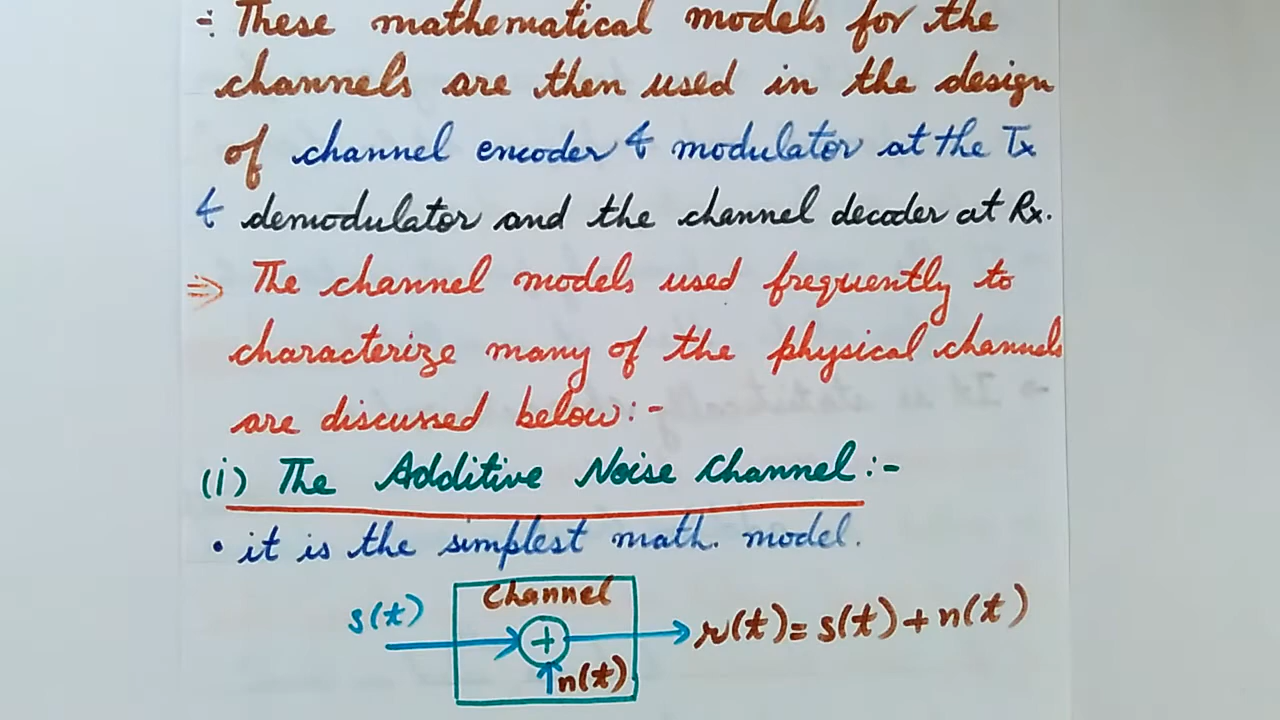 ÷ These mathematical models for the
channels are then used in the design
of channel encoder & modulator at the Tx
& demodulator and the channel decoder at Rx.
⇒ The channel models used frequently to
characterize many of the physical channels
are discussed below:-
(i) The Additive Noise Channel:-
• it is the simplest math. model.
Channel
s(t)
+
r(t)= s(t)+n(t)
n(t)